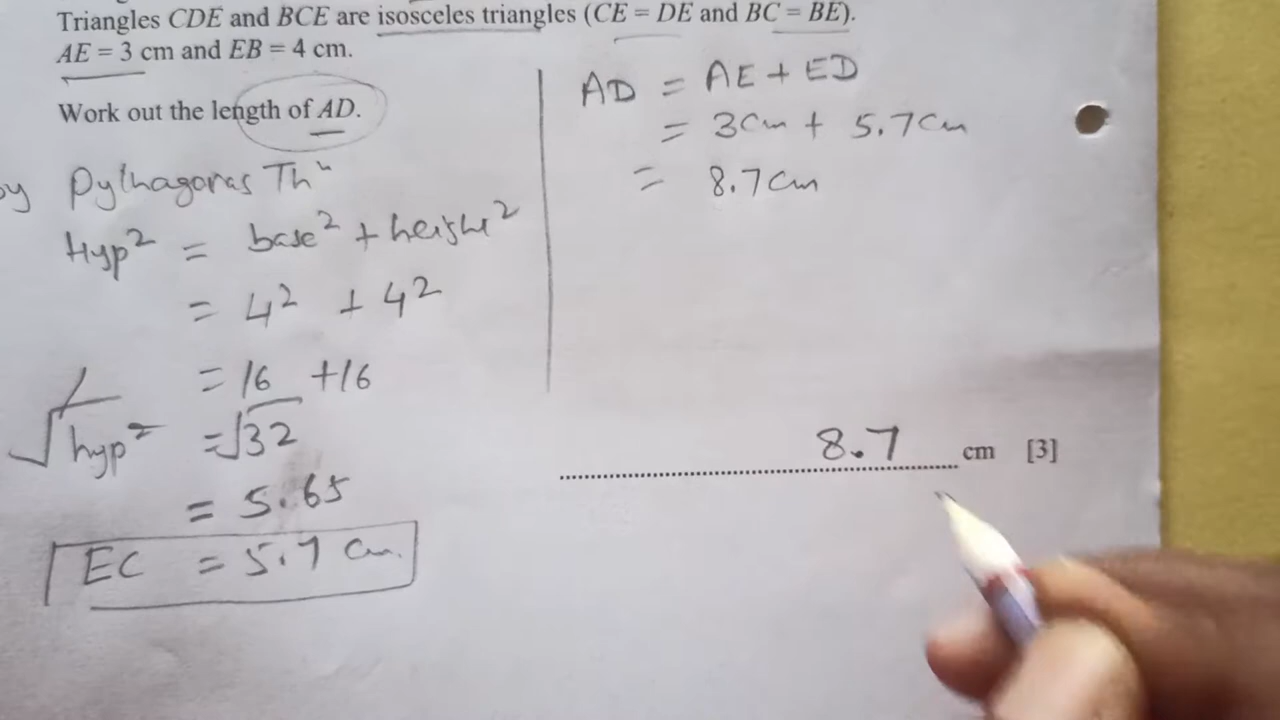 Triangles CDE and BCE are isosceles triangles (CE = DE and BC = BE).
AE = 3 cm and EB = 4 cm.
Work out the length of AD.
by Pythagoras Thᵐ
Hyp² = base² + height²
= 4² + 4²
= 16 + 16
√hyp² = √32
= 5.65
EC = 5.7 cm.
AD = AE + ED
= 3cm + 5.7cm
= 8.7cm
8.7 cm [3]